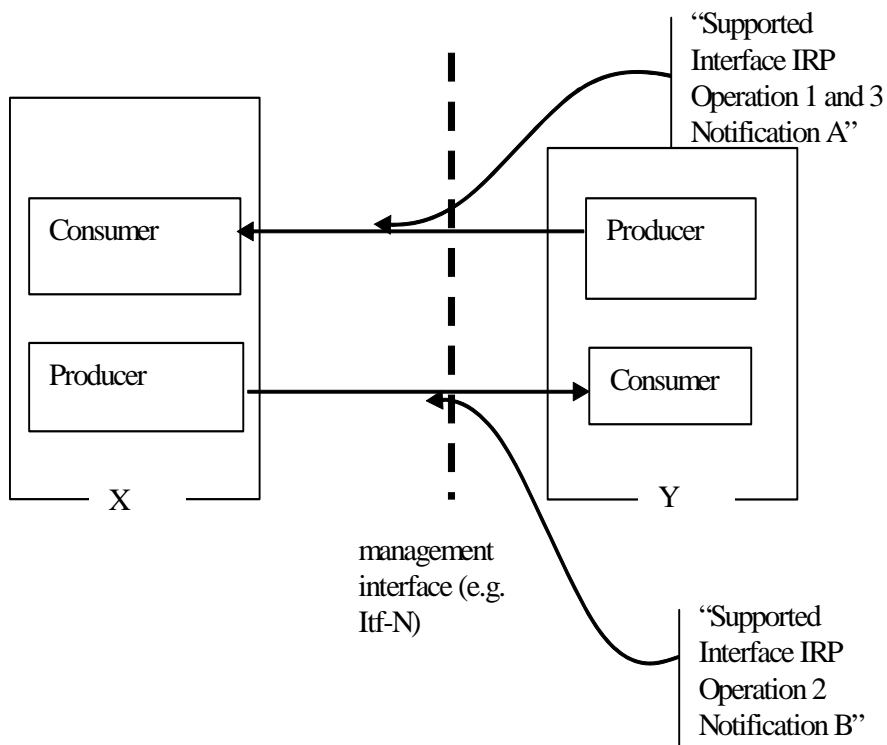 “Supported
Interface IRP
Operation 1 and 3
Notification A”
Consumer
Producer
Producer
Consumer
X
Y
management
interface (e.g.
Itf-N)
“Supported
Interface IRP
Operation 2
Notification B”